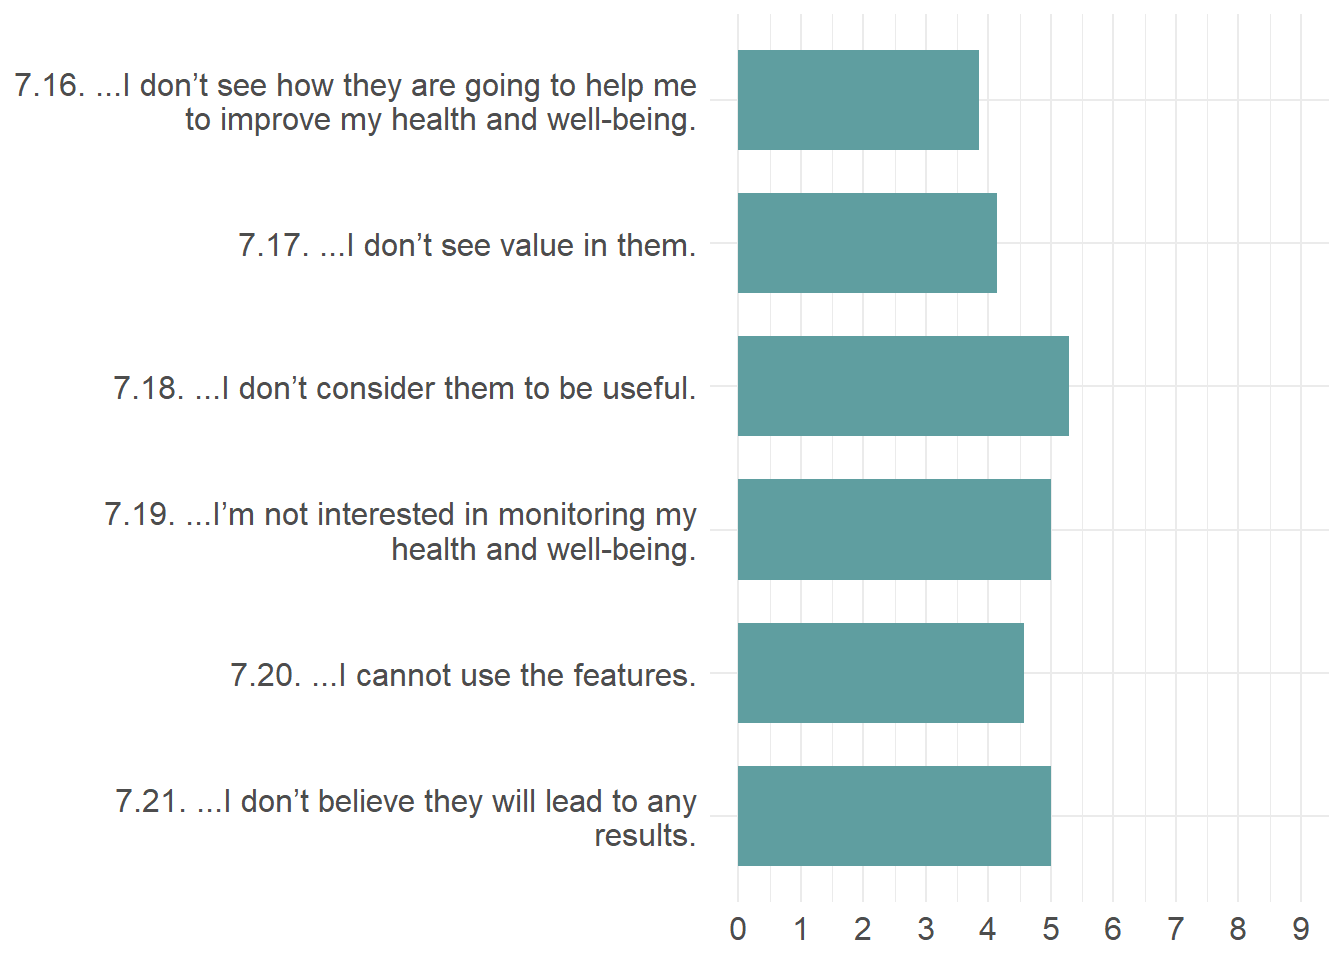 7.16. ...I don’t see how they are going to help me
to improve my health and well-being.
7.17. ...I don’t see value in them.
7.18. ...I don’t consider them to be useful.
7.19. ...I’m not interested in monitoring my
health and well-being.
7.20. ...I cannot use the features.
7.21. ...I don’t believe they will lead to any
results.
0 1 2 3 4 5 6 7 8 9